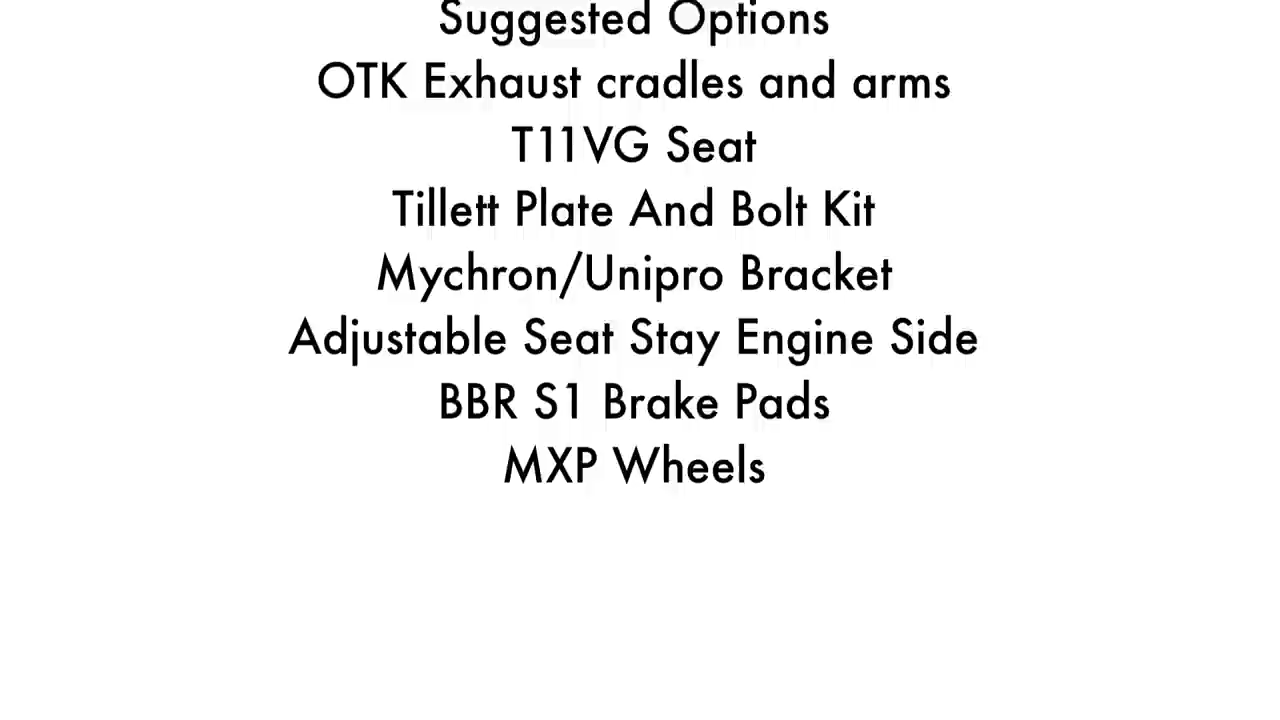 Suggested Options
OTK Exhaust cradles and arms
T11VG Seat
Tillett Plate And Bolt Kit
Mychron/Unipro Bracket
Adjustable Seat Stay Engine Side
BBR S1 Brake Pads
MXP Wheels